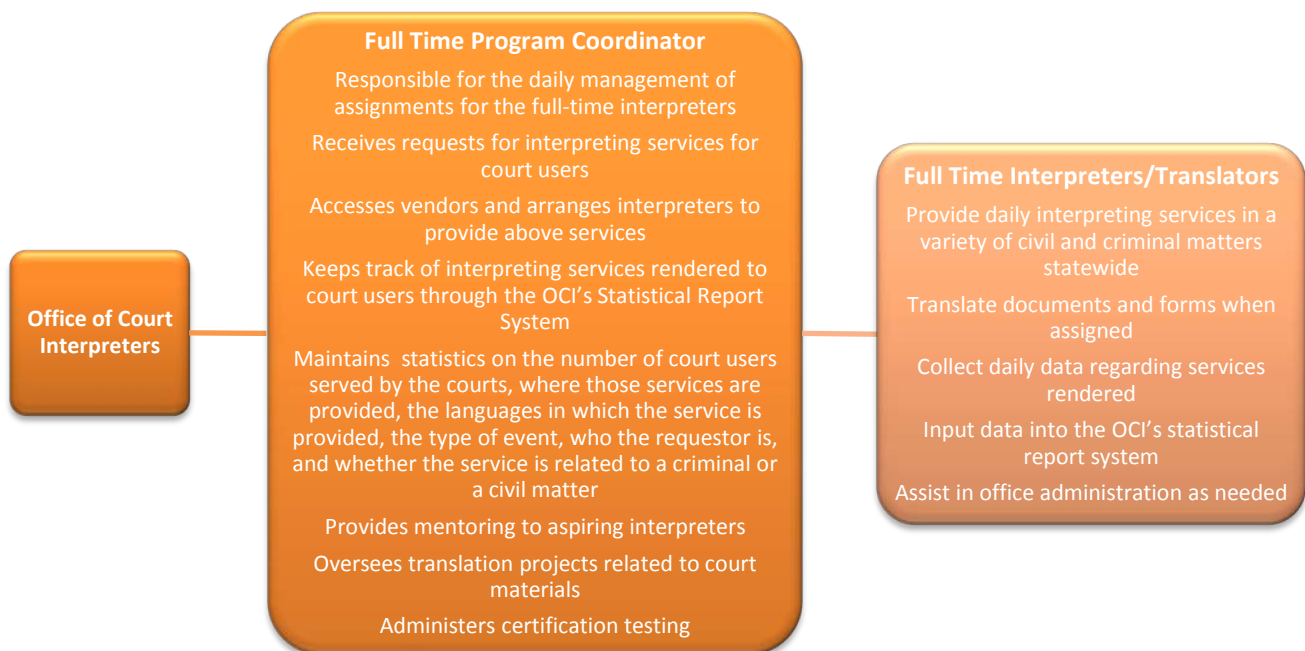 Office of Court
Interpreters
Full Time Program Coordinator
Responsible for the daily management of
assignments for the full-time interpreters
Receives requests for interpreting services for
court users
Accesses vendors and arranges interpreters to
provide above services
Keeps track of interpreting services rendered to
court users through the OCI’s Statistical Report
System
Maintains  statistics on the number of court users
served by the courts, where those services are
provided, the languages in which the service is
provided, the type of event, who the requestor is,
and whether the service is related to a criminal or
a civil matter
Provides mentoring to aspiring interpreters
Oversees translation projects related to court
materials
Administers certification testing
Full Time Interpreters/Translators
Provide daily interpreting services in a
variety of civil and criminal matters
statewide
Translate documents and forms when
assigned
Collect daily data regarding services
rendered
Input data into the OCI’s statistical
report system
Assist in office administration as needed